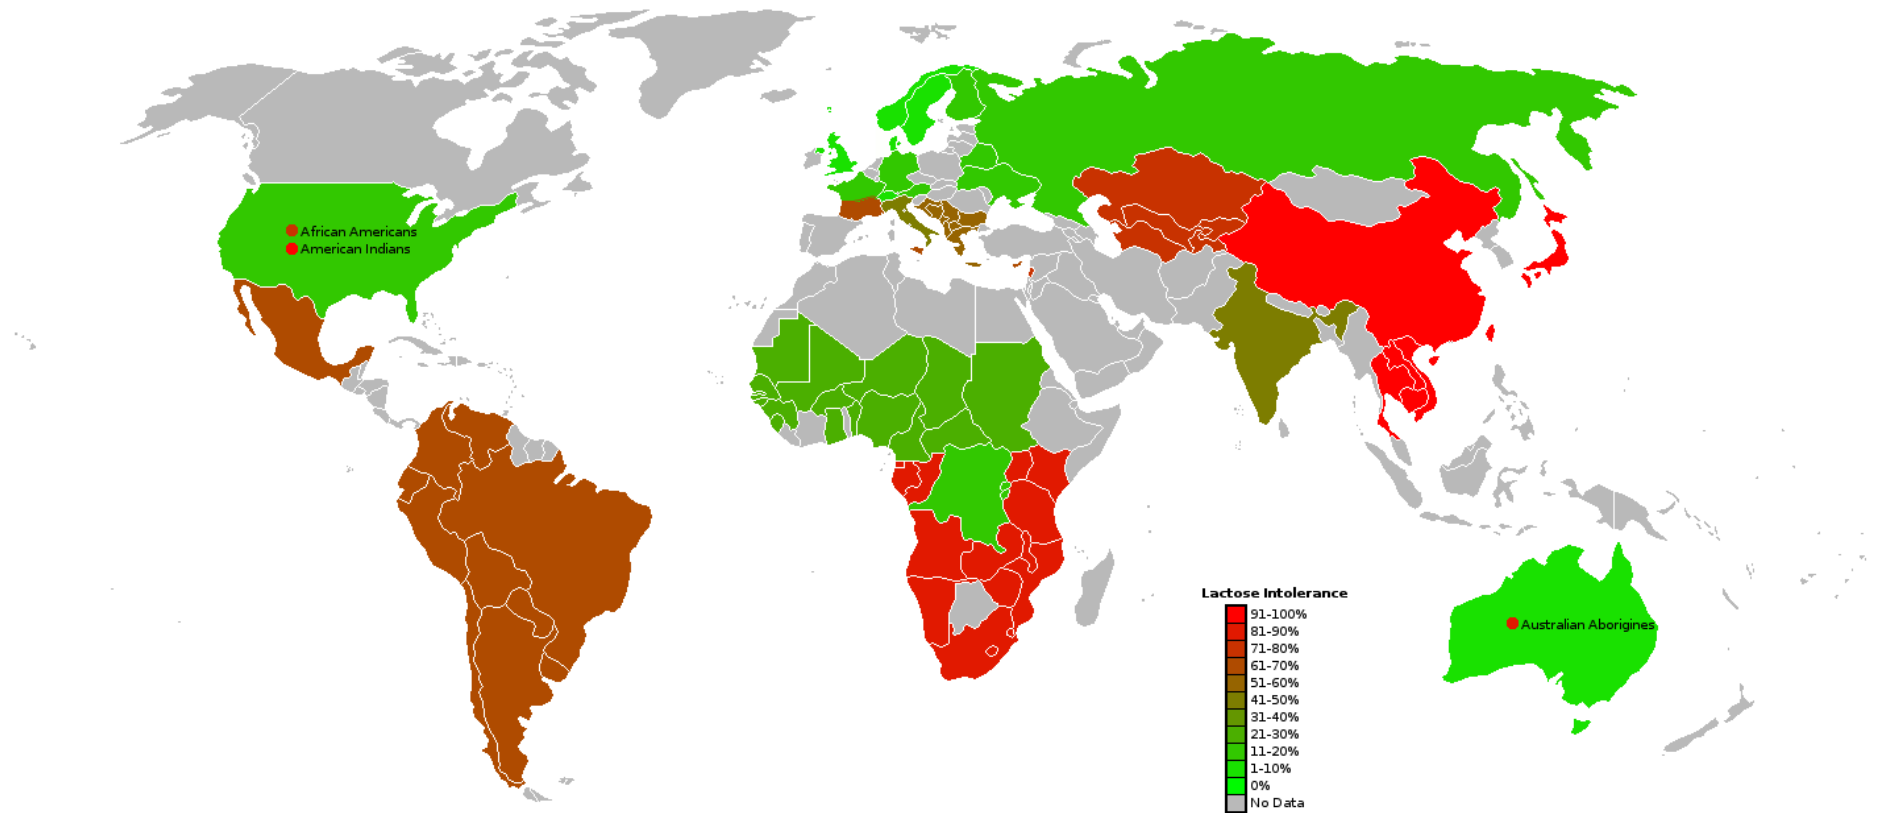 African Americans
American Indians
Lactose Intolerance
91-100%
81-90%
71-80%
61-70%
51-60%
41-50%
31-40%
21-30%
11-20%
1-10%
0%
No Data
Australian Aborigines